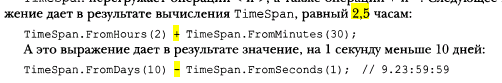 жение дает в результате вычисления TimeSpan, равный 2,5 часам:
TimeSpan.FromHours(2) + TimeSpan.FromMinutes(30);
А это выражение дает в результате значение, на 1 секунду меньше 10 дней:
TimeSpan.FromDays(10) - TimeSpan.FromSeconds(1); // 9.23:59:59